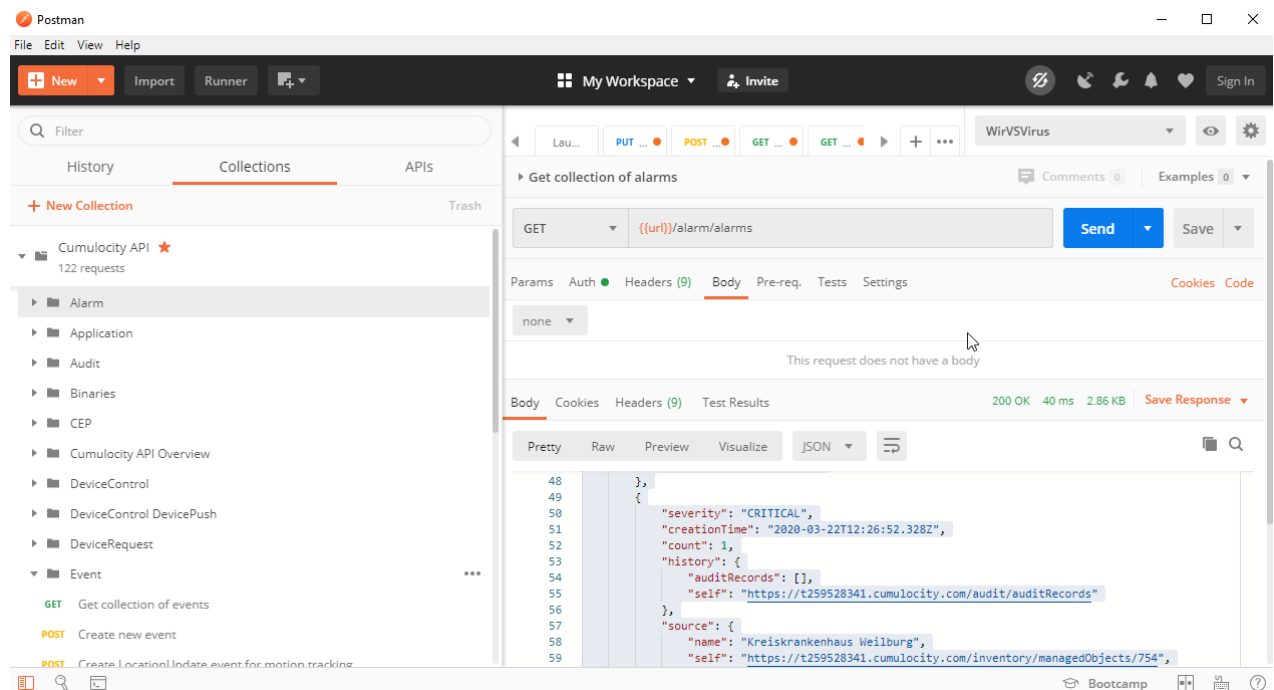 Postman
File Edit View Help
New Import Runner My Workspace Invite Sign In
Filter
History Collections APIs
+ New Collection Trash
Cumulocity API
122 requests
Alarm
Application
Audit
Binaries
CEP
Cumulocity API Overview
DeviceControl
DeviceControl DevicePush
DeviceRequest
Event
GET Get collection of events
POST Create new event
POST Create LocationUpdate event for motion tracking
Lau... PUT ... POST ... GET ... GET ... + ••• WirVSVirus
Get collection of alarms Comments 0 Examples 0
GET {{url}}/alarm/alarms Send Save
Params Auth Headers (9) Body Pre-req. Tests Settings Cookies Code
none
This request does not have a body
Body Cookies Headers (9) Test Results 200 OK 40 ms 2.86 KB Save Response
Pretty Raw Preview Visualize JSON
48 },
49 {
50 "severity": "CRITICAL",
51 "creationTime": "2020-03-22T12:26:52.328Z",
52 "count": 1,
53 "history": {
54 "auditRecords": [],
55 "self": "https://t259528341.cumulocity.com/audit/auditRecords"
56 },
57 "source": {
58 "name": "Kreiskrankenhaus Weilburg",
59 "self": "https://t259528341.cumulocity.com/inventory/managedObjects/754",
Bootcamp